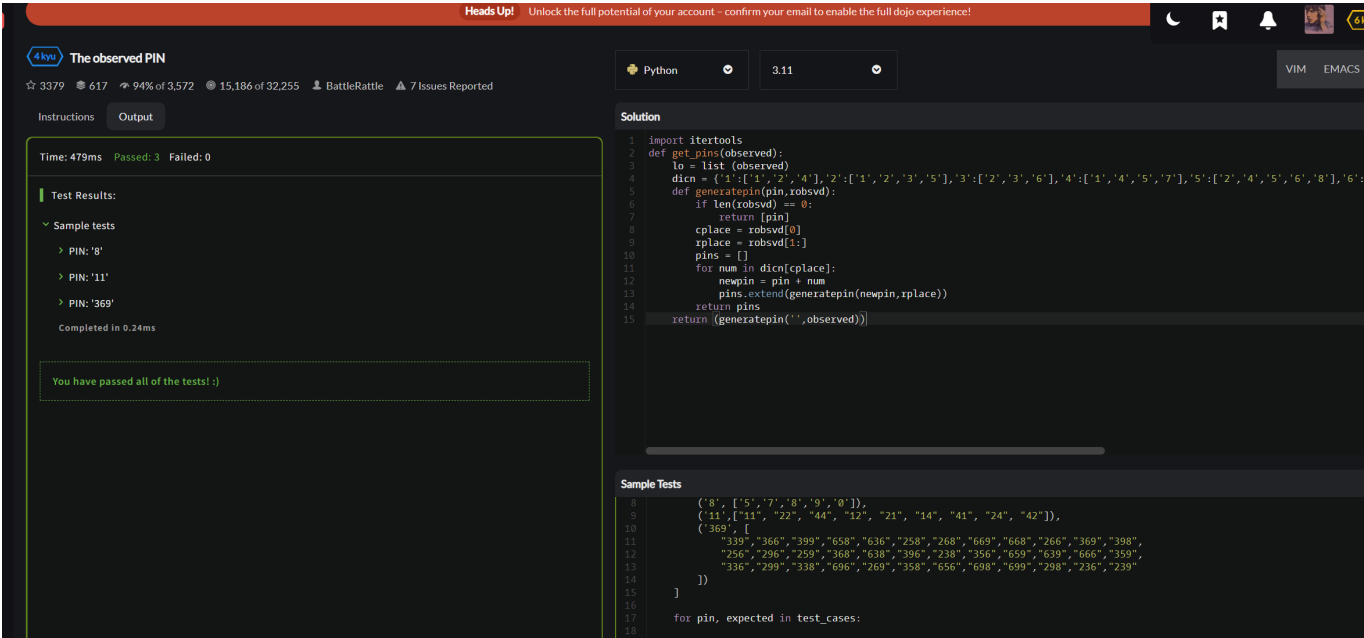 Heads Up! Unlock the full potential of your account – confirm your email to enable the full dojo experience!
4 kyu The observed PIN
3379 617 94% of 3,572 15,186 of 32,255 BattleRattle 7 Issues Reported
Instructions Output
Time: 479ms Passed: 3 Failed: 0
Test Results:
Sample tests
PIN: '8'
PIN: '11'
PIN: '369'
Completed in 0.24ms
You have passed all of the tests! :)
Python 3.11 VIM EMACS
Solution
1 import itertools
2 def get_pins(observed):
3 lo = list (observed)
4 dicn = {'1':['1','2','4'],'2':['1','2','3','5'],'3':['2','3','6'],'4':['1','4','5','7'],'5':['2','4','5','6','8'],'6':
5 def generatepin(pin,robsvd):
6 if len(robsvd) == 0:
7 return [pin]
8 cplace = robsvd[0]
9 rplace = robsvd[1:]
10 pins = []
11 for num in dicn[cplace]:
12 newpin = pin + num
13 pins.extend(generatepin(newpin,rplace))
14 return pins
15 return (generatepin('',observed))
Sample Tests
8 ('8', ['5','7','8','9','0']),
9 ('11',["11", "22", "44", "12", "21", "14", "41", "24", "42"]),
10 ('369', [
11 "339","366","399","658","636","258","268","669","668","266","369","398",
12 "256","296","259","368","638","396","238","356","659","639","666","359",
13 "336","299","338","696","269","358","656","698","699","298","236","239"
14 ])
15 ]
16
17 for pin, expected in test_cases:
18